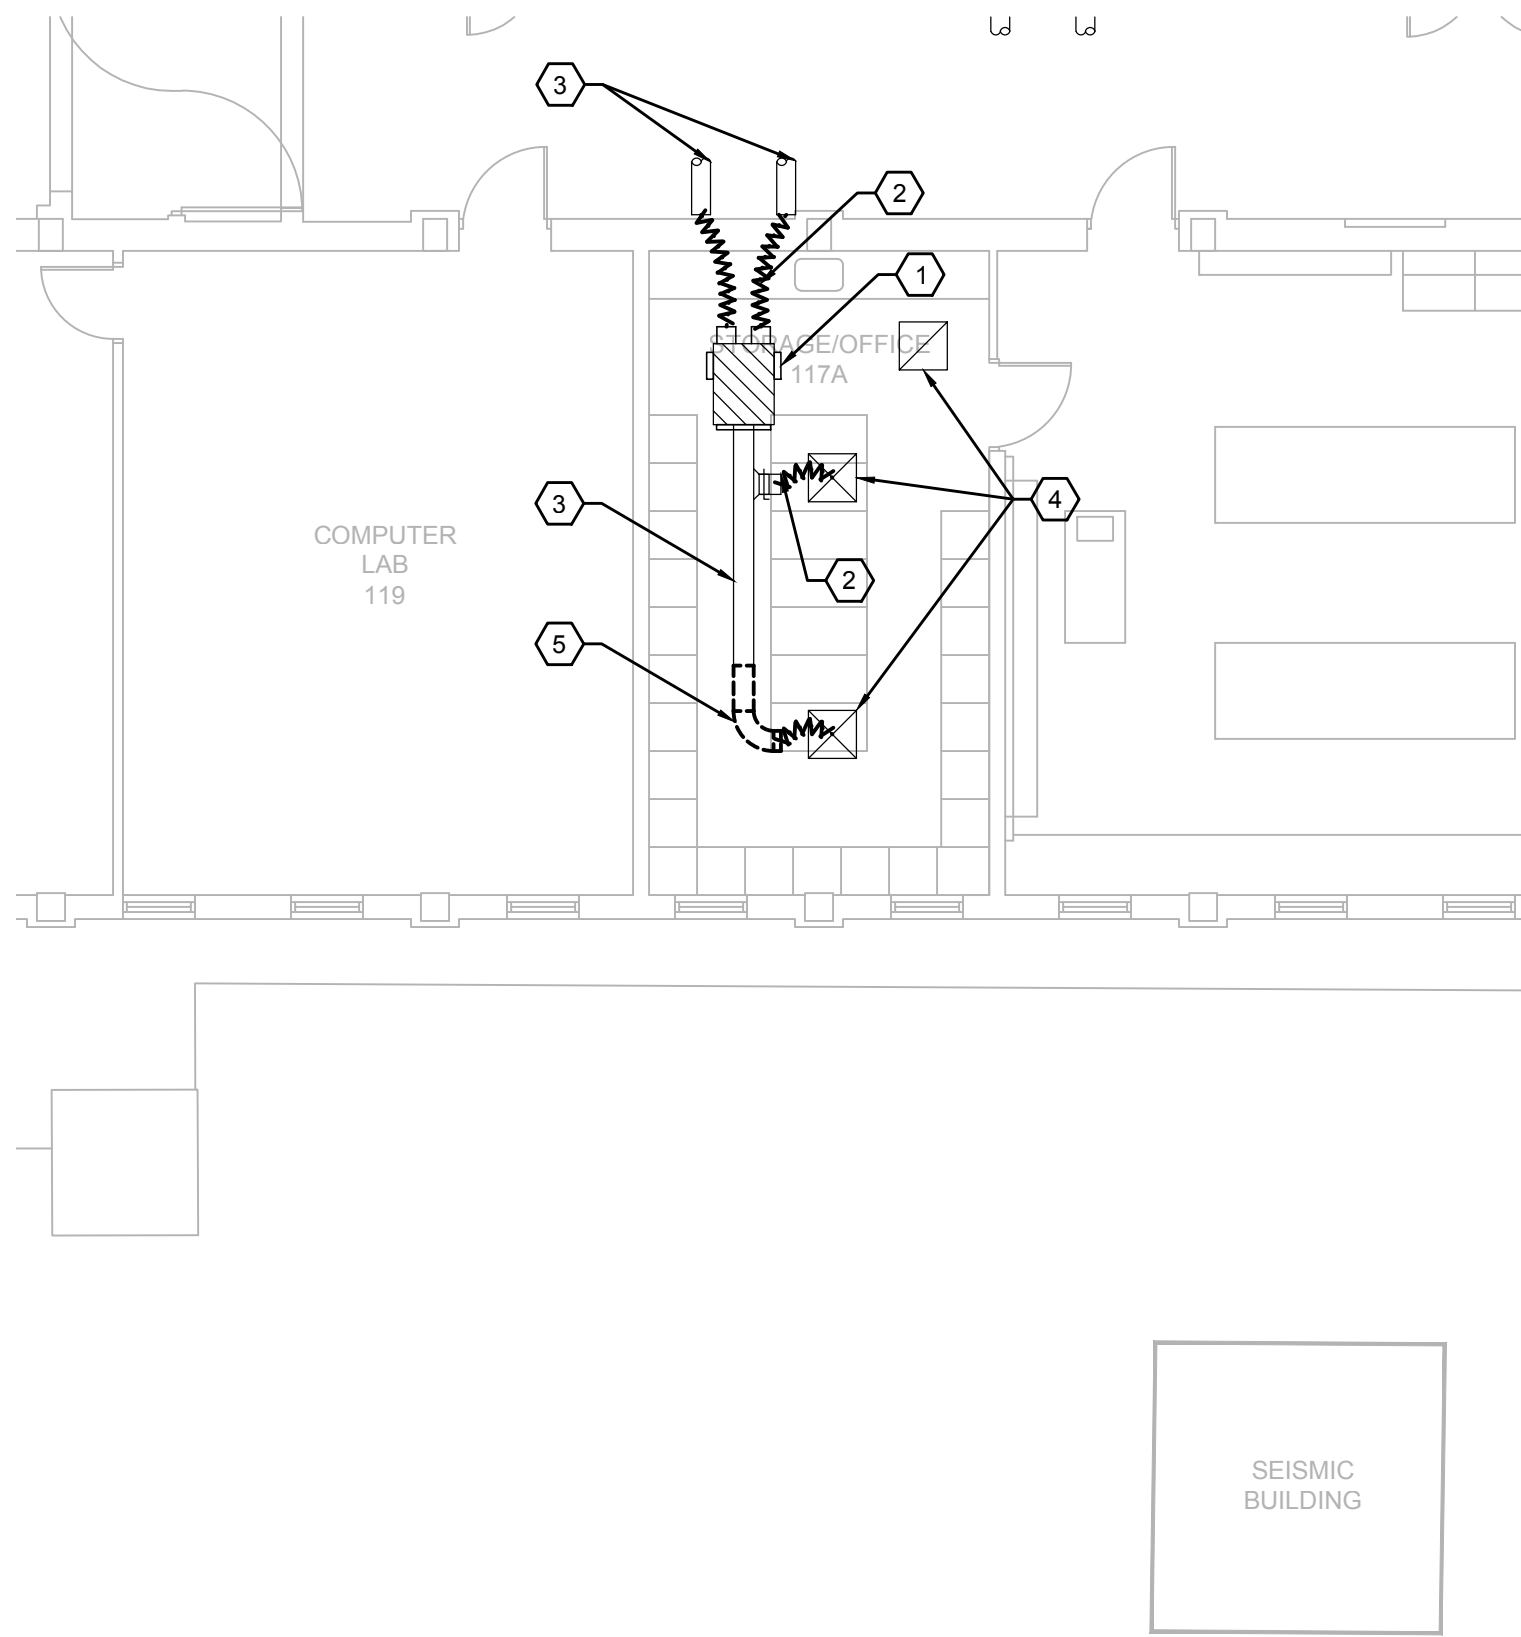 3
2
1
STORAGE/OFFICE
117A
3
4
COMPUTER
LAB
119
2
5
SEISMIC
BUILDING